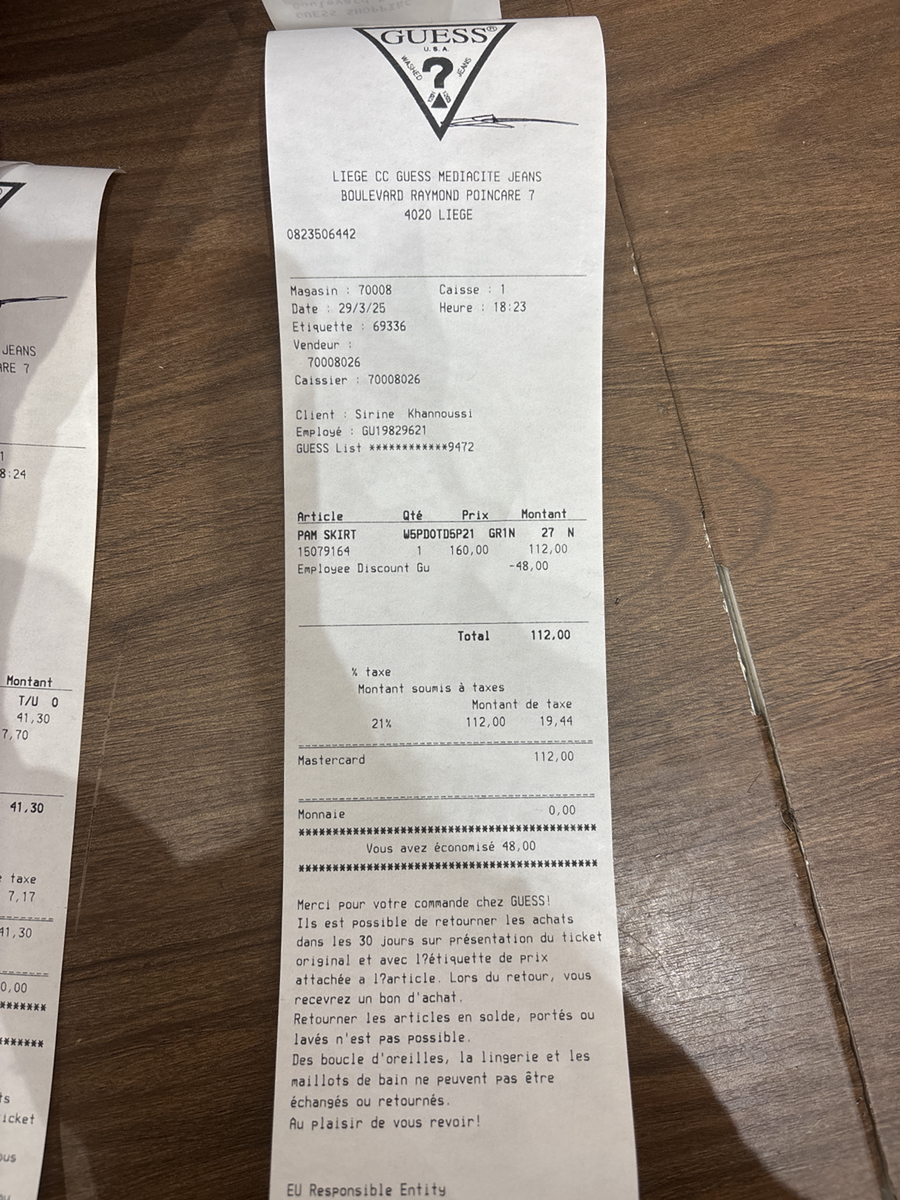 GUESS®
U.S.A.
WASHED JEANS
?
LIEGE CC GUESS MEDIACITE JEANS
BOULEVARD RAYMOND POINCARE 7
4020 LIEGE
0823506442
Magasin : 70008 Caisse : 1
Date : 29/3/25 Heure : 18:23
Etiquette : 69336
Vendeur :
70008026
Caissier : 70008026
Client : Sirine Khannoussi
Employé : GU19829621
GUESS List ************9472
Article Qté Prix Montant
PAM SKIRT W5PD0TD5P21 GR1N 27 N
15079164 1 160,00 112,00
Employee Discount Gu -48,00
Total 112,00
% taxe
Montant soumis à taxes
Montant de taxe
21% 112,00 19,44
Mastercard 112,00
Monnaie 0,00
*****************************************
Vous avez économisé 48,00
*****************************************
Merci pour votre commande chez GUESS!
Ils est possible de retourner les achats
dans les 30 jours sur présentation du ticket
original et avec l?étiquette de prix
attachée a l?article. Lors du retour, vous
recevrez un bon d'achat.
Retourner les articles en solde, portés ou
lavés n'est pas possible.
Des boucle d'oreilles, la lingerie et les
maillots de bain ne peuvent pas être
échangés ou retournés.
Au plaisir de vous revoir!
EU Responsible Entity
JEANS
7
8:24
Montant
T/U 0
41,30
7,70
41,30
taxe
7,17
41,30
0,00
*******
*******